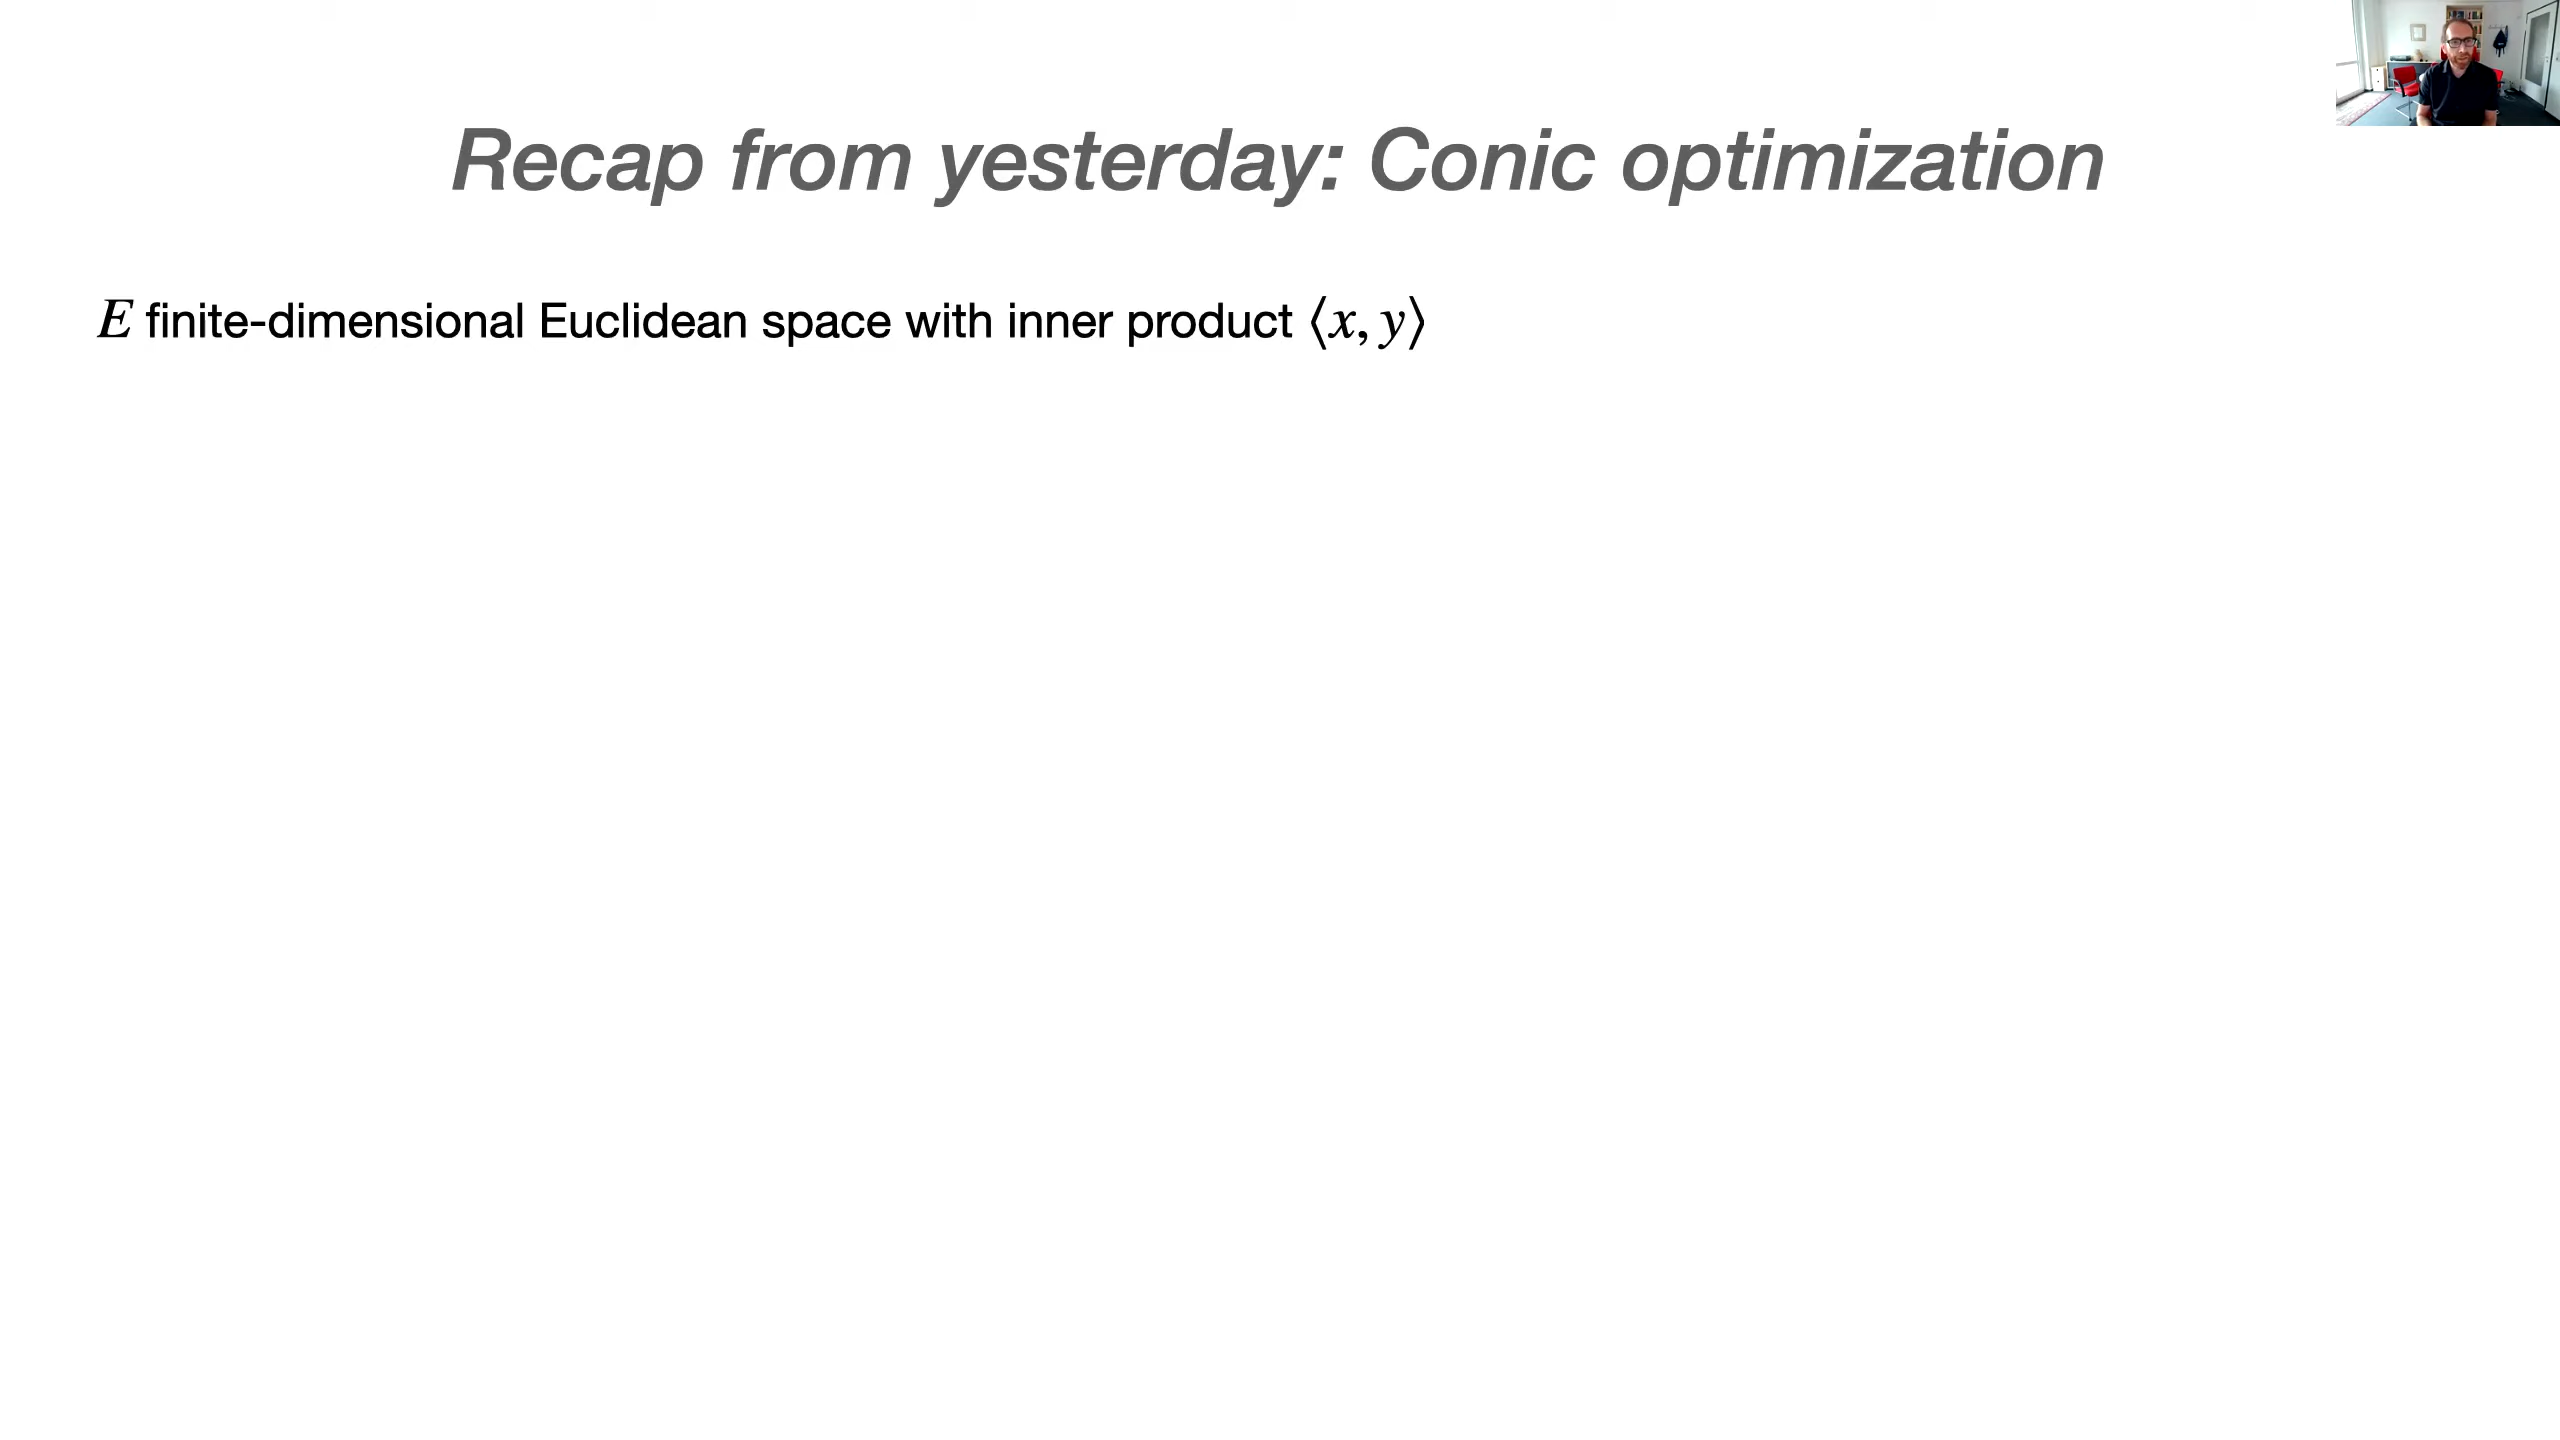 Recap from yesterday: Conic optimization
E finite-dimensional Euclidean space with inner product ⟨x, y⟩